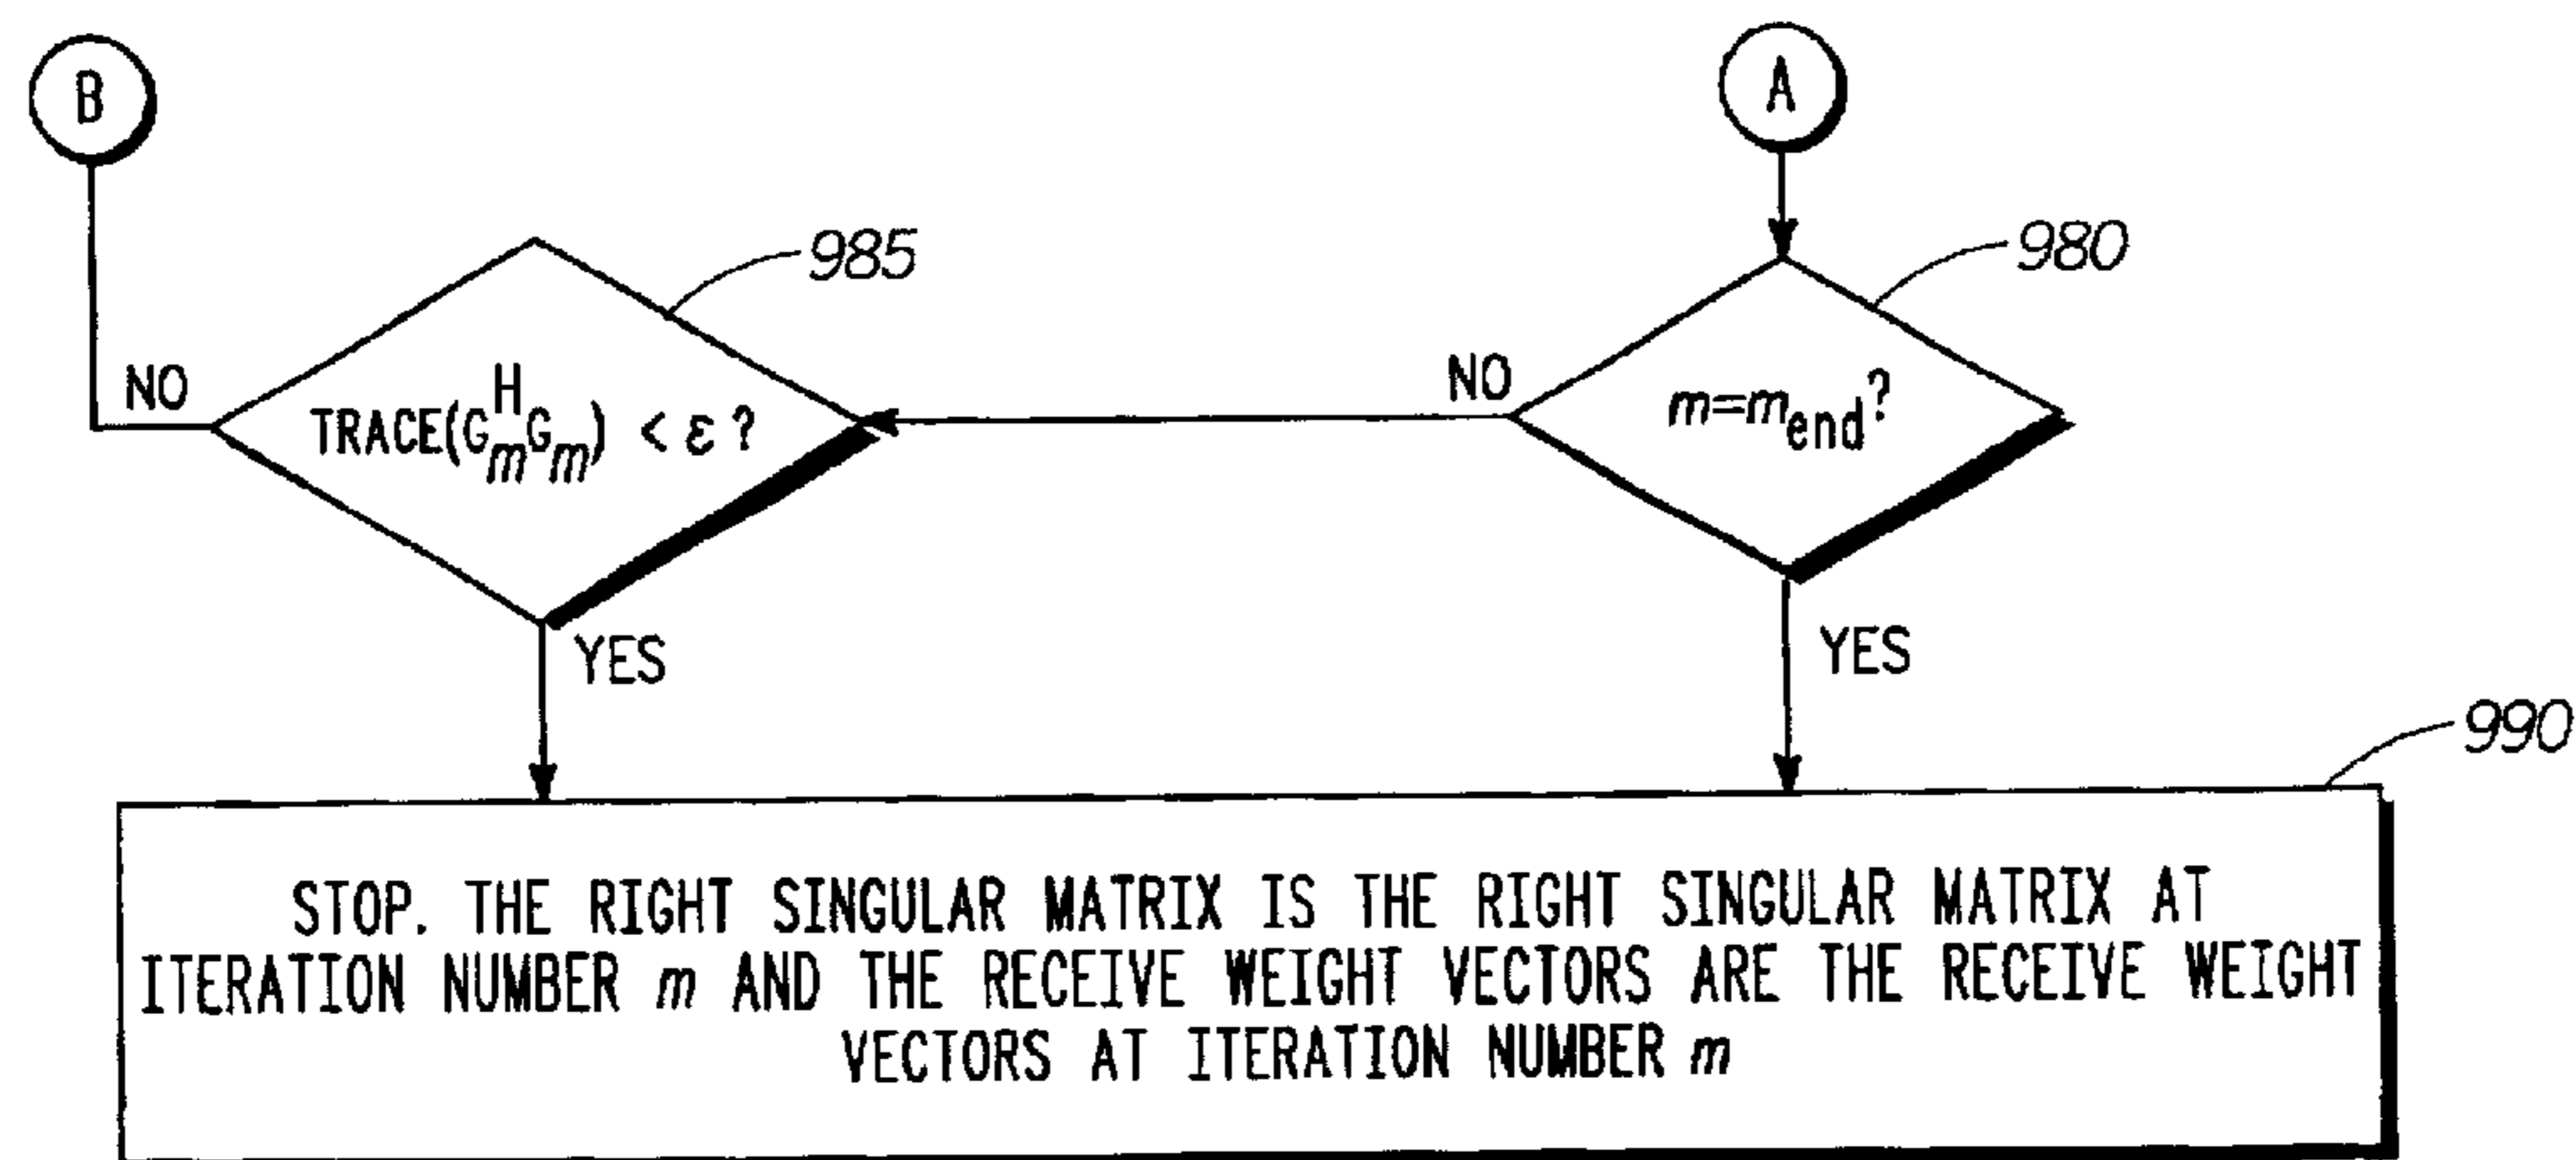 B
A
985
980
NO
TRACE(G_m^H G_m) < ε ?
NO
m=m_end?
YES
YES
990
STOP. THE RIGHT SINGULAR MATRIX IS THE RIGHT SINGULAR MATRIX AT
ITERATION NUMBER m AND THE RECEIVE WEIGHT VECTORS ARE THE RECEIVE WEIGHT
VECTORS AT ITERATION NUMBER m